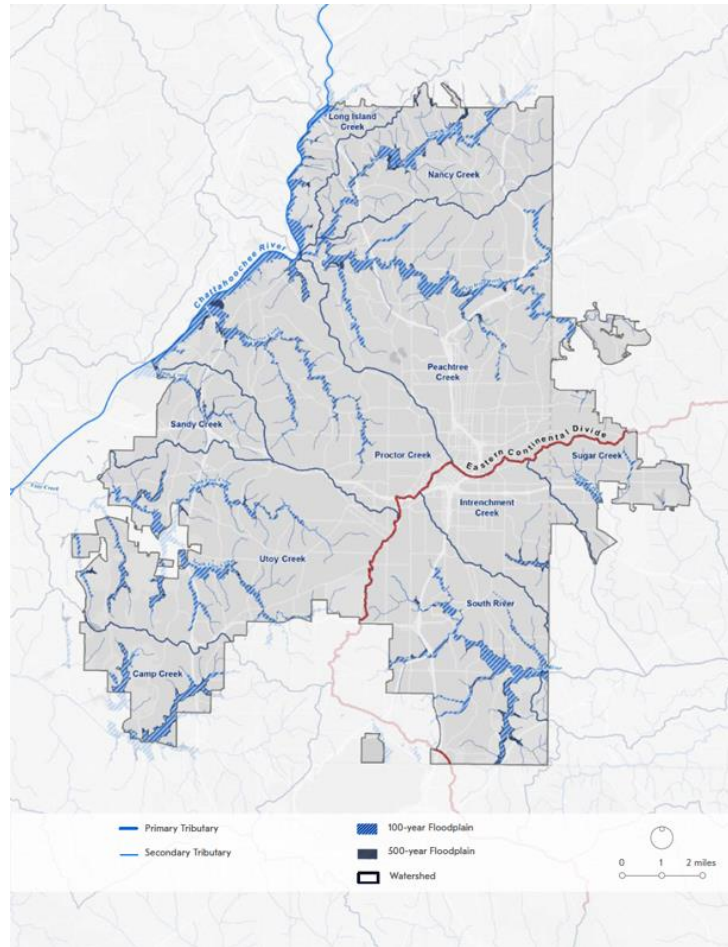 Long Island
Creek
Nancy Creek
Chattahoochee River
Peachtree
Creek
Sandy Creek
Proctor Creek
Eastern Continental Divide
Sugar Creek
Intrenchment
Creek
Utoy Creek
South River
Camp Creek
Primary Tributary
Secondary Tributary
100-year Floodplain
500-year Floodplain
Watershed
0 1 2 miles